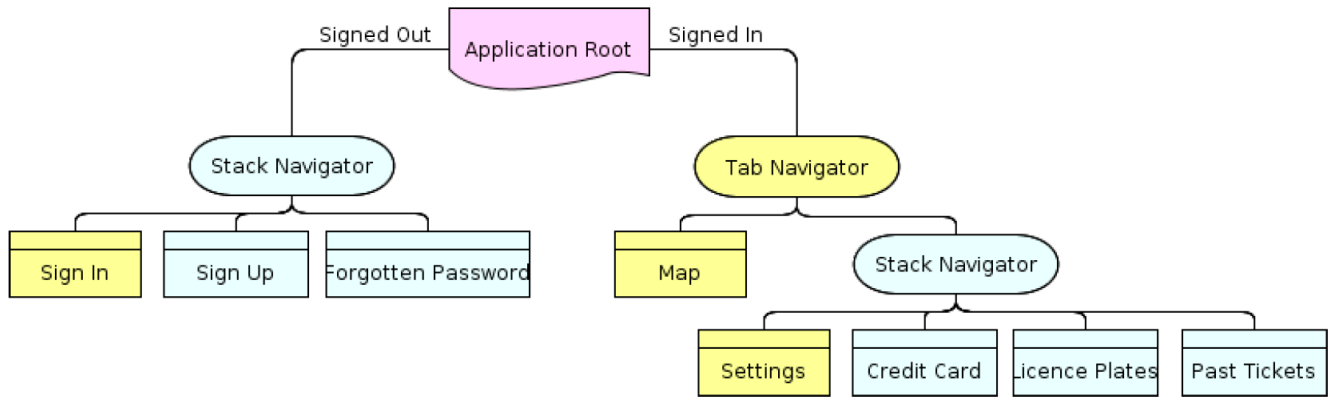 Signed Out
Application Root
Signed In
Stack Navigator
Tab Navigator
Sign In
Sign Up
Forgotten Password
Map
Stack Navigator
Settings
Credit Card
Licence Plates
Past Tickets